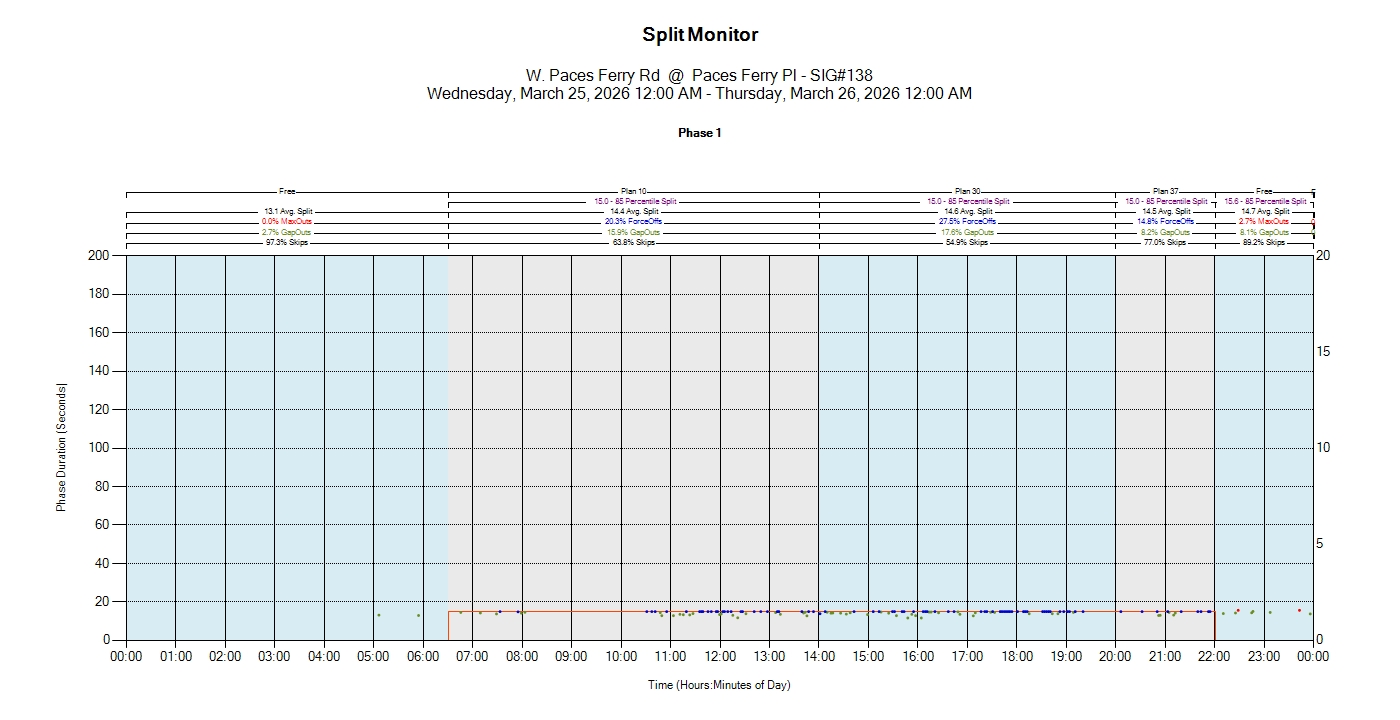 Split Monitor
W. Paces Ferry Rd @ Paces Ferry Pl - SIG#138
Wednesday, March 25, 2026 12:00 AM - Thursday, March 26, 2026 12:00 AM
Phase 1
Free Plan 10 Plan 30 Plan 37 Free
15.0 - 85 Percentile Split 15.0 - 85 Percentile Split 15.0 - 85 Percentile Split 15.6 - 85 Percentile Split
13.1 Avg. Split 14.4 Avg. Split 14.6 Avg. Split 14.5 Avg. Split 14.7 Avg. Split
0.0% MaxOuts 20.3% ForceOffs 27.5% ForceOffs 14.8% ForceOffs 2.7% MaxOuts
2.7% GapOuts 15.9% GapOuts 17.6% GapOuts 8.2% GapOuts 8.1% GapOuts
97.3% Skips 63.8% Skips 54.9% Skips 77.0% Skips 89.2% Skips
200 20
180
160
15
140
120
100 10
80
60
5
40
20
0 0
Phase Duration (Seconds)
00:00 01:00 02:00 03:00 04:00 05:00 06:00 07:00 08:00 09:00 10:00 11:00 12:00 13:00 14:00 15:00 16:00 17:00 18:00 19:00 20:00 21:00 22:00 23:00 00:00
Time (Hours:Minutes of Day)